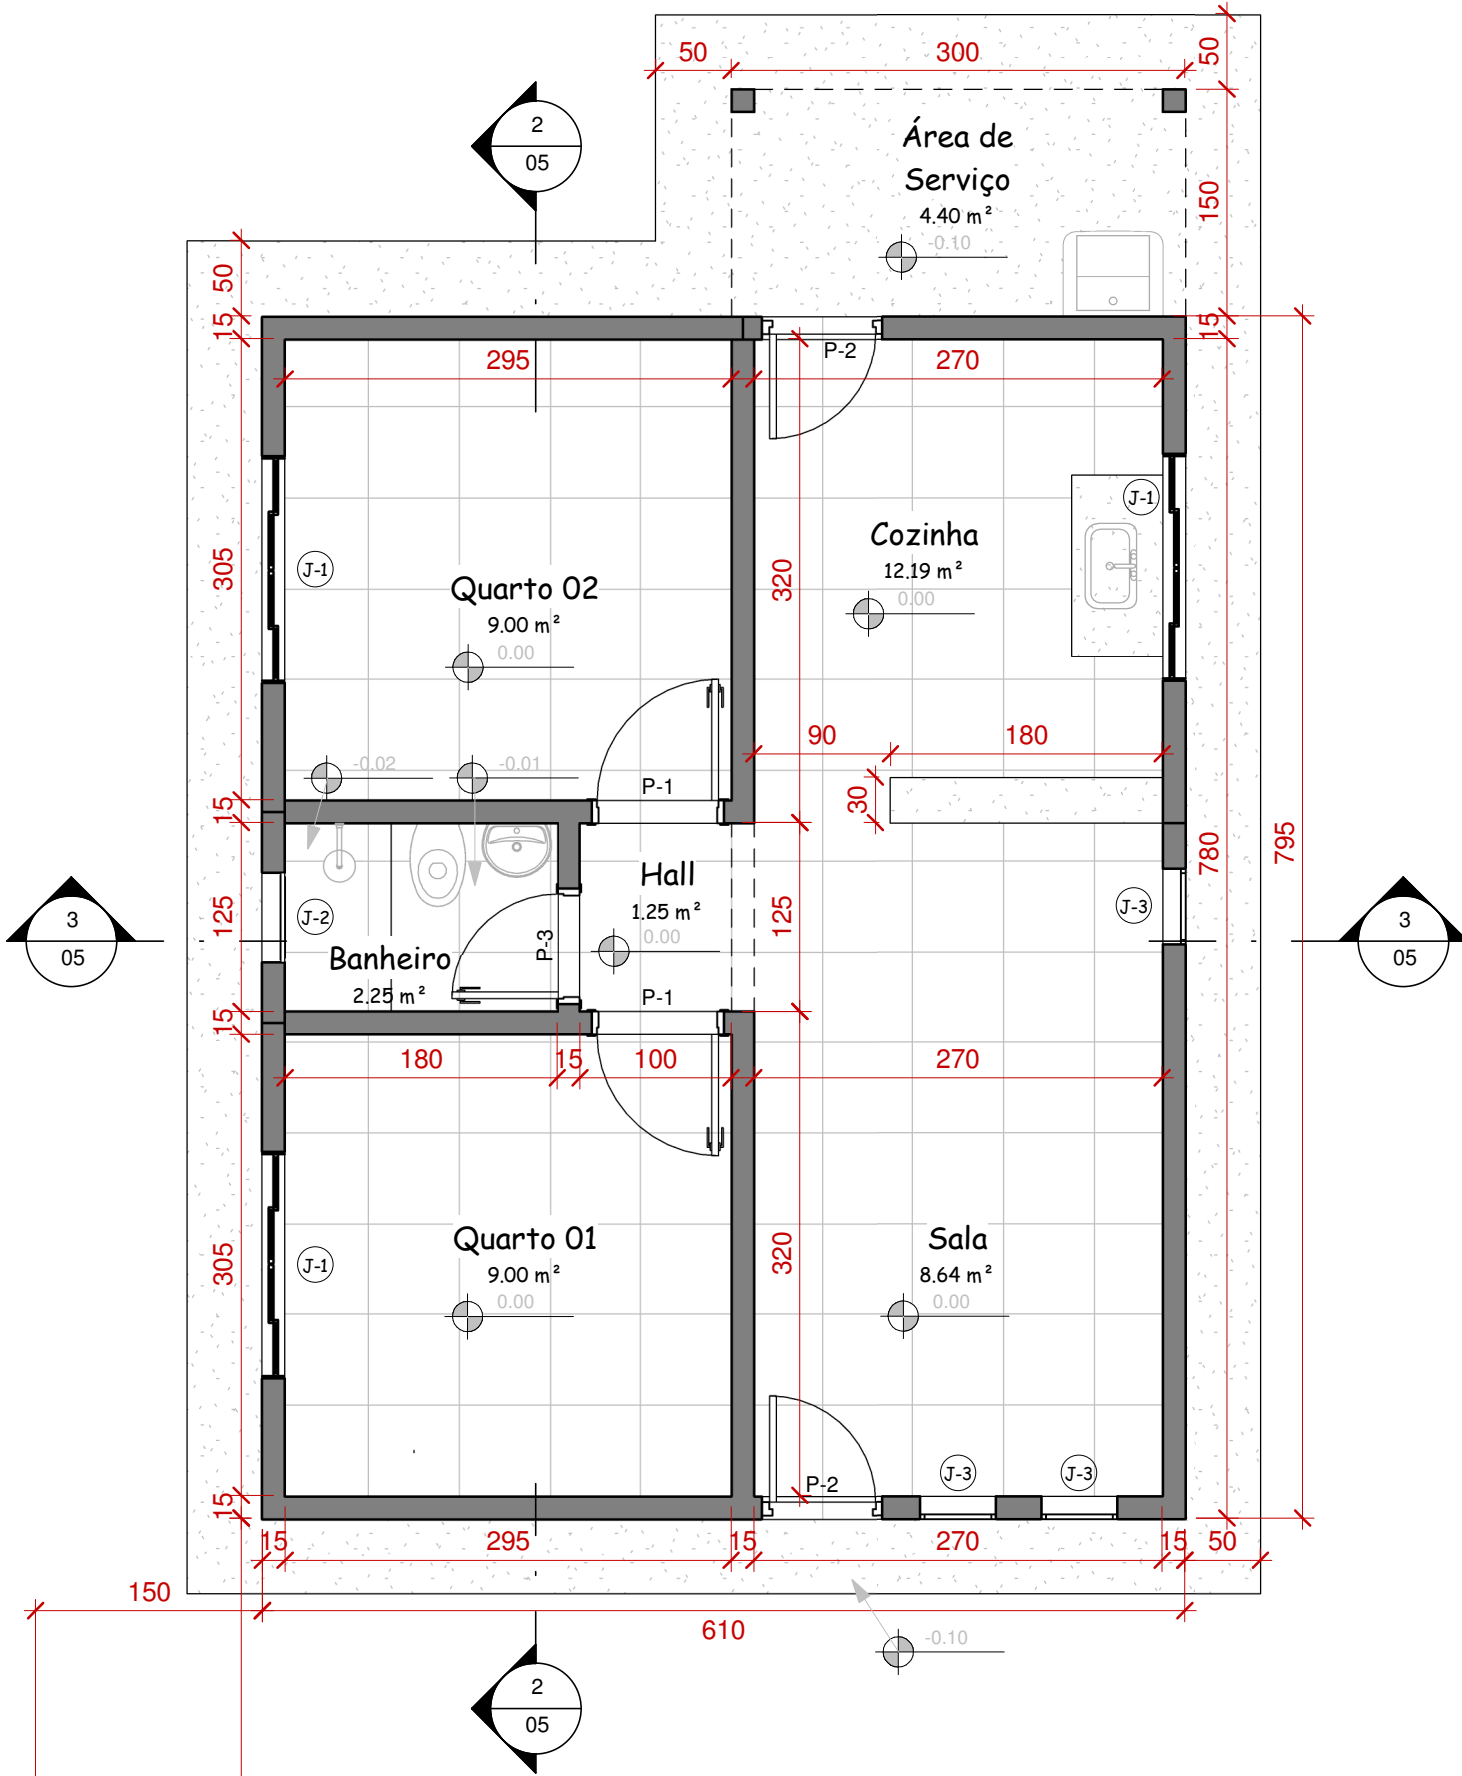 50
300
50
2
05
Área de
Serviço
4.40 m²
-0.10
150
50
15
15
295
P-2
270
305
J-1
Quarto 02
9.00 m²
0.00
320
Cozinha
12.19 m²
0.00
J-1
90
180
-0.02
-0.01
P-1
30
15
780
795
3
05
125
J-2
Banheiro
2.25 m²
P-3
Hall
1.25 m²
0.00
125
J-3
3
05
P-1
15
180
15
100
270
305
J-1
Quarto 01
9.00 m²
0.00
320
Sala
8.64 m²
0.00
P-2
J-3
J-3
15
15
295
15
270
15
50
150
610
-0.10
2
05